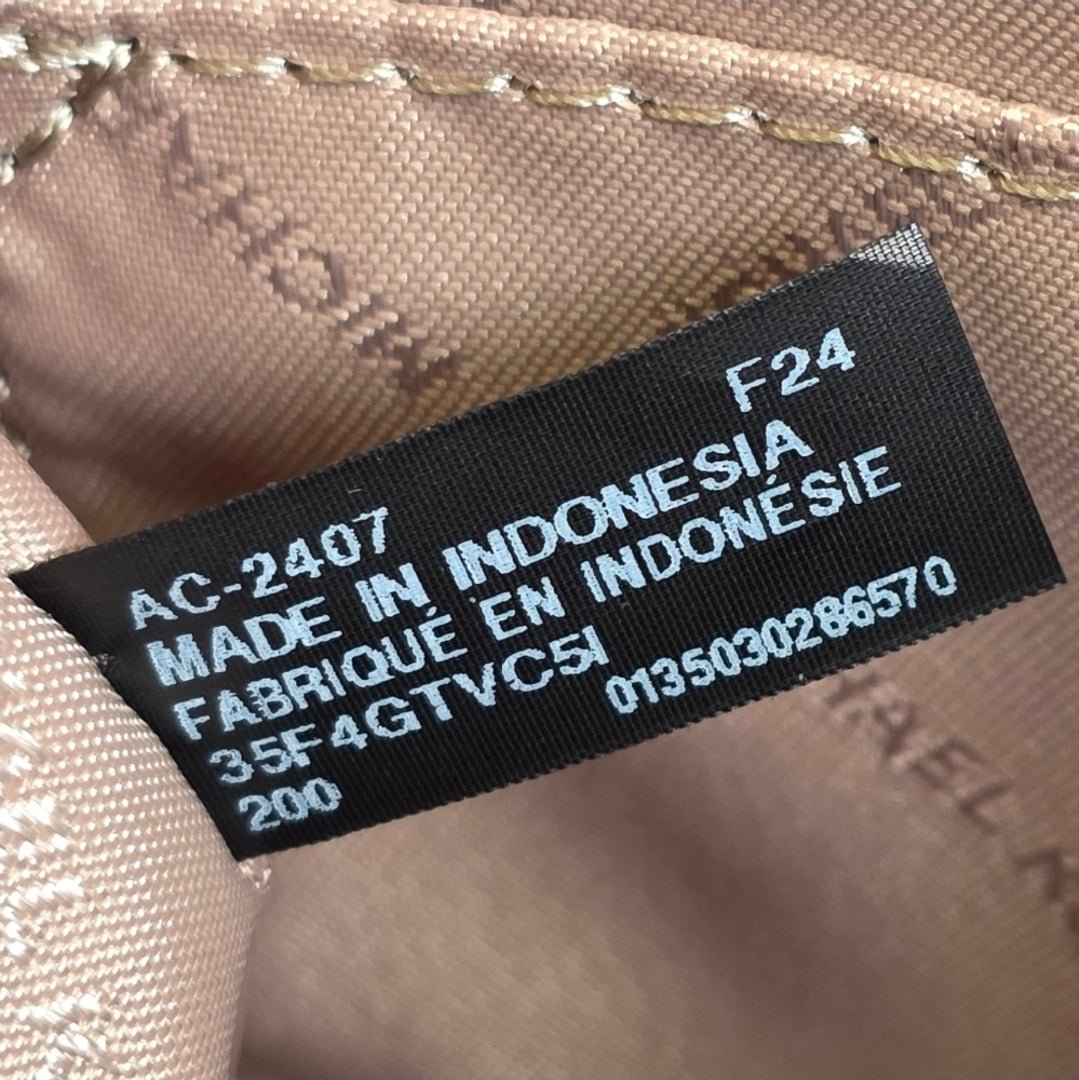 F24
AC-2407
MADE IN INDONESIA
FABRIQUÉ EN INDONÉSIE
35F4GTVC5I
0135030286570
200